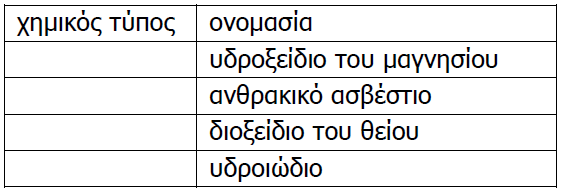 χημικός τύπος ονομασία
υδροξείδιο του μαγνησίου
ανθρακικό ασβέστιο
διοξείδιο του θείου
υδροιώδιο